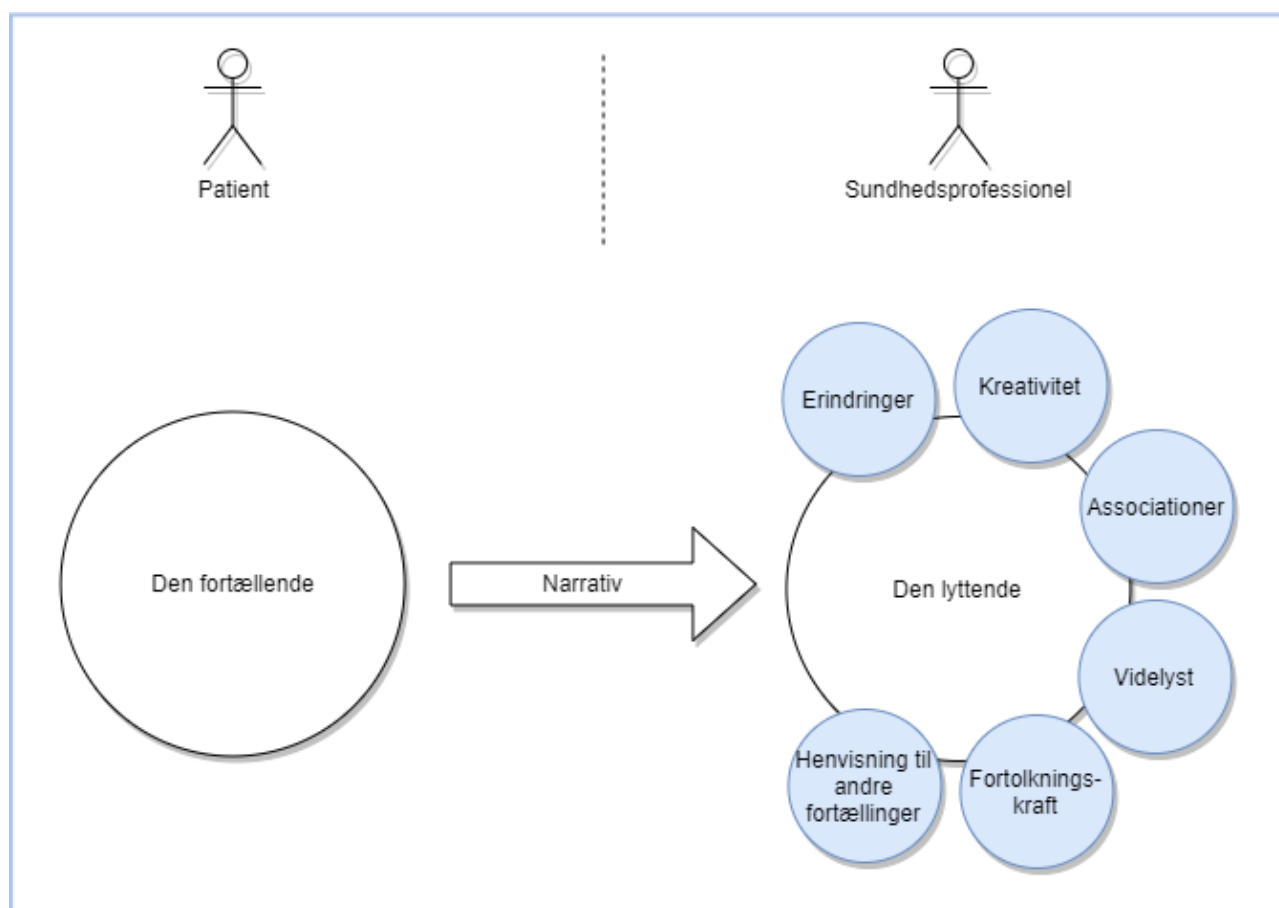 Patient
Sundhedsprofessionel
Erindringer
Kreativitet
Associationer
Den fortællende
Narrativ
Den lyttende
Videlyst
Henvisning til
andre
fortællinger
Fortolknings-
kraft